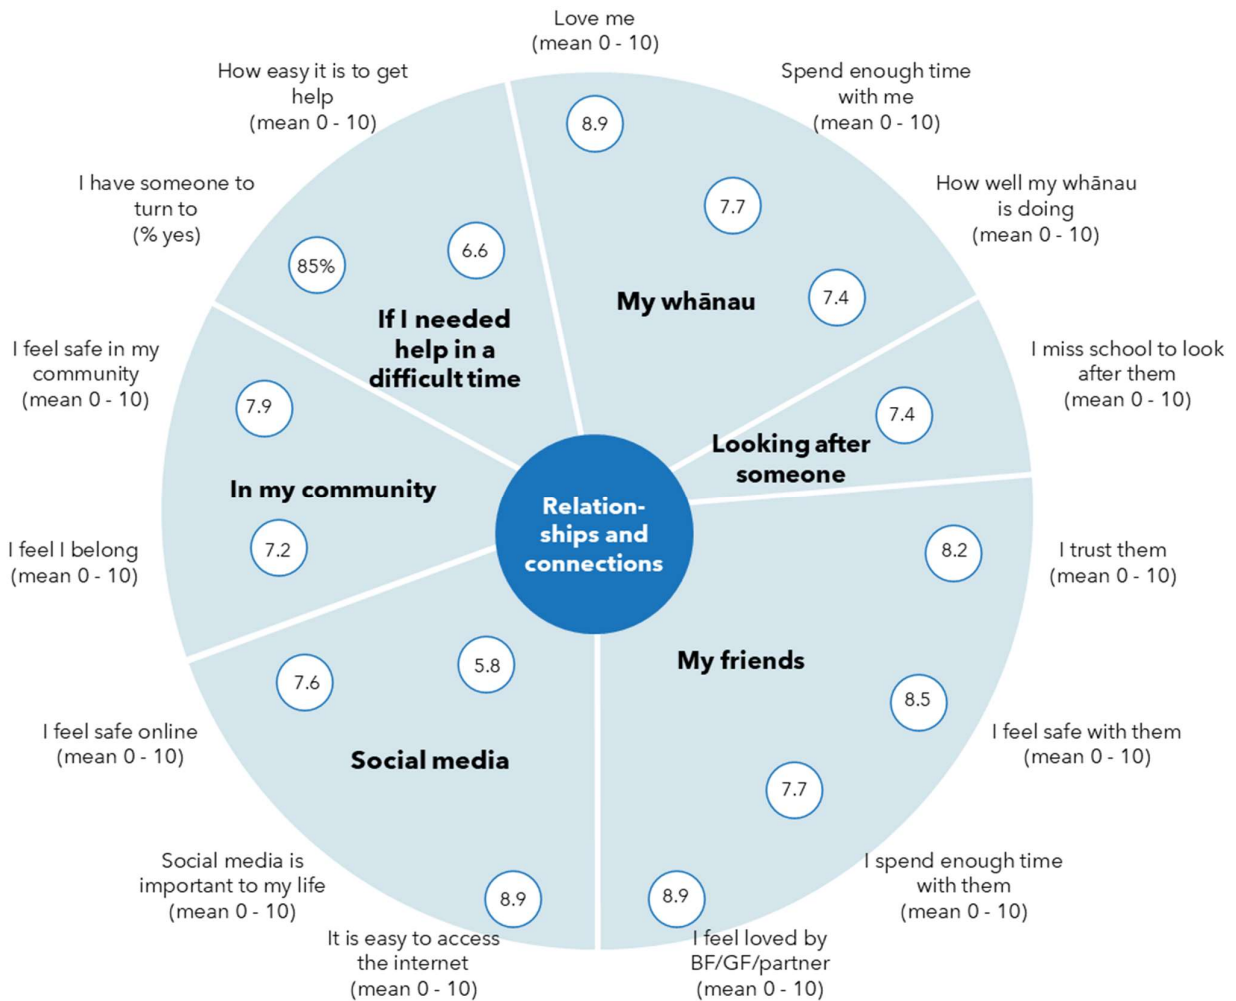 Love me
(mean 0 - 10)
Spend enough time
with me
(mean 0 - 10)
How well my whānau
is doing
(mean 0 - 10)
8.9
7.7
7.4
My whānau
I miss school to look
after them
(mean 0 - 10)
7.4
Looking after
someone
I trust them
(mean 0 - 10)
8.2
I feel safe with them
(mean 0 - 10)
8.5
I spend enough time
with them
(mean 0 - 10)
7.7
I feel loved by
BF/GF/partner
(mean 0 - 10)
8.9
My friends
It is easy to access
the internet
(mean 0 - 10)
8.9
Social media is
important to my life
(mean 0 - 10)
5.8
I feel safe online
(mean 0 - 10)
7.6
Social media
I feel I belong
(mean 0 - 10)
7.2
I feel safe in my
community
(mean 0 - 10)
7.9
In my community
I have someone to
turn to
(% yes)
85%
How easy it is to get
help
(mean 0 - 10)
6.6
If I needed
help in a
difficult time
Relation-
ships and
connections